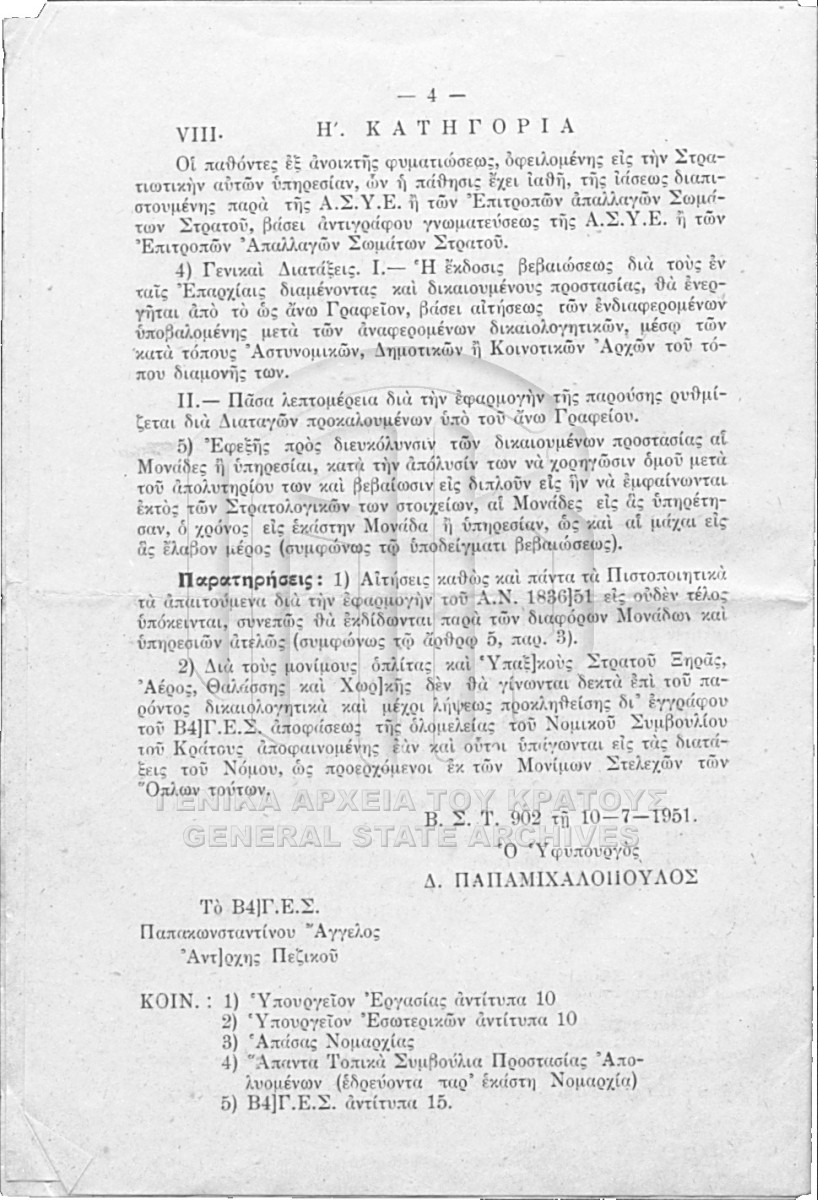 — 4 —
VIII. Η'. ΚΑΤΗΓΟΡΙΑ
Οἱ παθόντες ἐξ ἀνοικτῆς φυματιώσεως, ὀφειλομένης εἰς τὴν Στρα-
τιωτικὴν αὐτῶν ὑπηρεσίαν, ὧν ἡ πάθησις ἔχει ἰαθῆ, τῆς ἰάσεως διαπι-
στουμένης παρὰ τῆς Α.Σ.Υ.Ε. ἢ τῶν Ἐπιτροπῶν ἀπαλλαγῶν Σωμά-
των Στρατοῦ, βάσει ἀντιγράφου γνωματεύσεως τῆς Α.Σ.Υ.Ε. ἢ τῶν
Ἐπιτροπῶν Ἀπαλλαγῶν Σωμάτων Στρατοῦ.
4) Γενικαὶ Διατάξεις. Ι.— Ἡ ἔκδοσις βεβαιώσεως διὰ τοὺς ἐν
ταῖς Ἐπαρχίαις διαμένοντας καὶ δικαιουμένους προστασίας, θὰ ἐνερ-
γῆται ἀπὸ τὸ ὡς ἄνω Γραφεῖον, βάσει αἰτήσεως τῶν ἐνδιαφερομένων
ὑποβαλομένης μετὰ τῶν ἀναφερομένων δικαιολογητικῶν, μέσῳ τῶν
κατὰ τόπους Ἀστυνομικῶν, Δημοτικῶν ἢ Κοινοτικῶν Ἀρχῶν τοῦ τό-
που διαμονῆς των.
ΙΙ.— Πᾶσα λεπτομέρεια διὰ τὴν ἐφαρμογὴν τῆς παρούσης ρυθμί-
ζεται διὰ Διαταγῶν προκαλουμένων ὑπὸ τοῦ ἄνω Γραφείου.
5) Ἐφεξῆς πρὸς διευκόλυνσιν τῶν δικαιουμένων προστασίας αἱ
Μονάδες ἢ ὑπηρεσίαι, κατὰ τὴν ἀπόλυσίν των νὰ χορηγῶσιν ὁμοῦ μετὰ
τοῦ ἀπολυτηρίου των καὶ βεβαίωσιν εἰς διπλοῦν εἰς ἣν νὰ ἐμφαίνωνται
ἐκτὸς τῶν Στρατολογικῶν των στοιχείων, αἱ Μονάδες εἰς ἃς ὑπηρέτη-
σαν, ὁ χρόνος εἰς ἑκάστην Μονάδα ἢ ὑπηρεσίαν, ὡς καὶ αἱ μάχαι εἰς
ἃς ἔλαβον μέρος (συμφώνως τῷ ὑποδείγματι βεβαιώσεως).
Παρατηρήσεις: 1) Αἰτήσεις καθὼς καὶ πάντα τὰ Πιστοποιητικὰ
τὰ ἀπαιτούμενα διὰ τὴν ἐφαρμογὴν τοῦ Α.Ν. 1836]51 εἰς οὐδὲν τέλος
ὑπόκεινται, συνεπῶς θὰ ἐκδίδωνται παρὰ τῶν διαφόρων Μονάδων καὶ
ὑπηρεσιῶν ἀτελῶς (συμφώνως τῷ ἄρθρῳ 5, παρ. 3).
2) Διὰ τοὺς μονίμους ὁπλίτας καὶ Ὑπαξ]κοὺς Στρατοῦ Ξηρᾶς,
Ἀέρος, Θαλάσσης καὶ Χωρ]κῆς δὲν θὰ γίνωνται δεκτὰ ἐπὶ τοῦ πα-
ρόντος δικαιολογητικὰ καὶ μέχρι λήψεως προκληθείσης δι' ἐγγράφου
τοῦ Β4]Γ.Ε.Σ. ἀποφάσεως τῆς ὁλομελείας τοῦ Νομικοῦ Συμβουλίου
τοῦ Κράτους ἀποφαινομένης ἐὰν καὶ οὗτοι ὑπάγωνται εἰς τὰς διατά-
ξεις τοῦ Νόμου, ὡς προερχόμενοι ἐκ τῶν Μονίμων Στελεχῶν τῶν
Ὅπλων τούτων.
ΓΕΝΙΚΑ ΑΡΧΕΙΑ ΤΟΥ ΚΡΑΤΟΥΣ
GENERAL STATE ARCHIVES
Β. Σ. Τ. 902 τῇ 10—7—1951.
Ὁ Ὑφυπουργὸς
Δ. ΠΑΠΑΜΙΧΑΛΟΠΟΥΛΟΣ
Τὸ Β4]Γ.Ε.Σ.
Παπακωνσταντίνου Ἄγγελος
Ἀντ]ρχης Πεζικοῦ
ΚΟΙΝ. : 1) Ὑπουργεῖον Ἐργασίας ἀντίτυπα 10
2) Ὑπουργεῖον Ἐσωτερικῶν ἀντίτυπα 10
3) Ἁπάσας Νομαρχίας
4) Ἅπαντα Τοπικὰ Συμβούλια Προστασίας Ἀπο-
λυομένων (ἑδρεύοντα παρ' ἑκάστη Νομαρχίᾳ)
5) Β4]Γ.Ε.Σ. ἀντίτυπα 15.